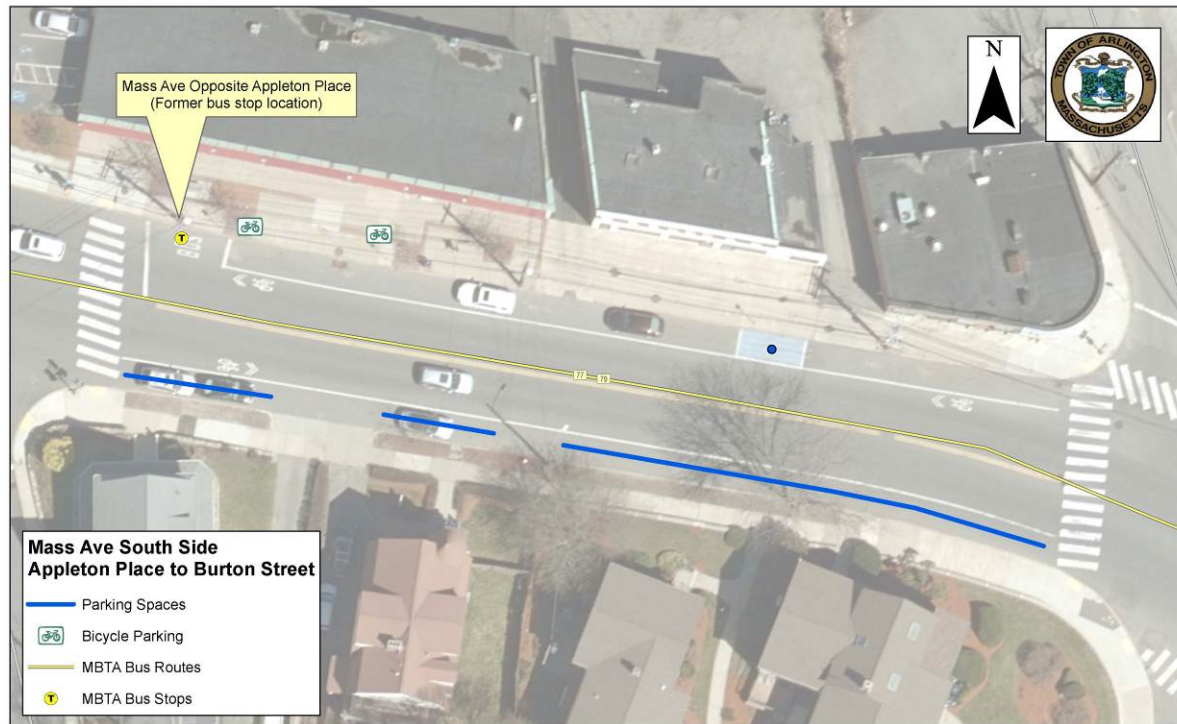 Mass Ave Opposite Appleton Place
(Former bus stop location)
N
TOWN OF ARLINGTON
MASSACHUSETTS
T
BUS
77
79
Mass Ave South Side
Appleton Place to Burton Street
Parking Spaces
Bicycle Parking
MBTA Bus Routes
T
MBTA Bus Stops